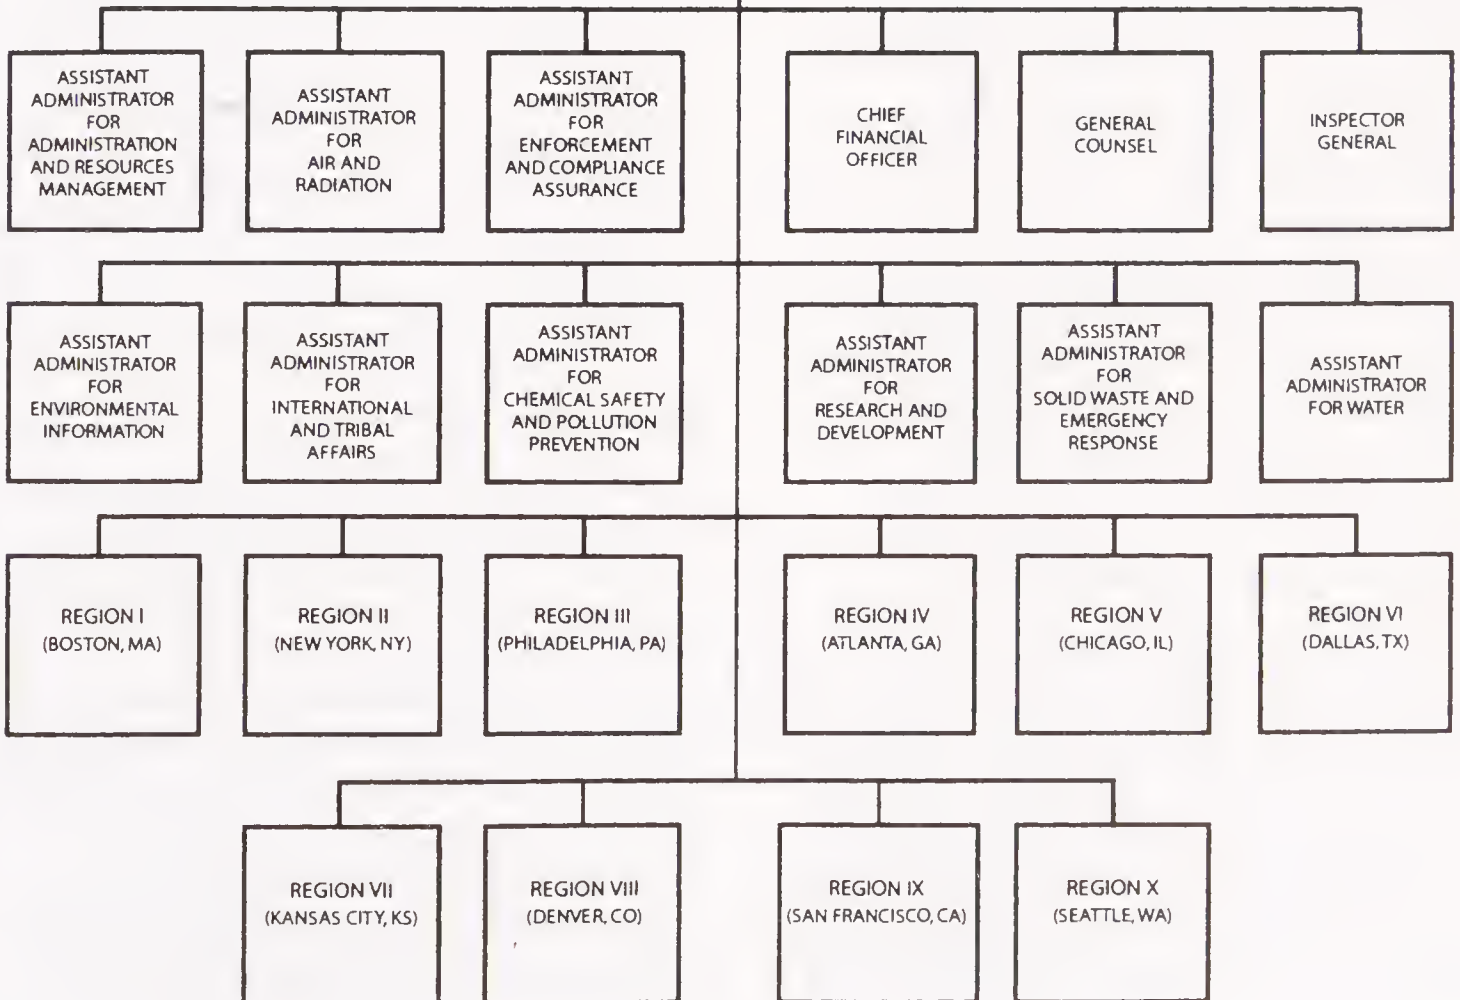 ASSISTANT
ADMINISTRATOR
FOR
ADMINISTRATION
AND RESOURCES
MANAGEMENT
ASSISTANT
ADMINISTRATOR
FOR
AIR AND
RADIATION
ASSISTANT
ADMINISTRATOR
FOR
ENFORCEMENT
AND COMPLIANCE
ASSURANCE
CHIEF
FINANCIAL
OFFICER
GENERAL
COUNSEL
INSPECTOR
GENERAL
ASSISTANT
ADMINISTRATOR
FOR
ENVIRONMENTAL
INFORMATION
ASSISTANT
ADMINISTRATOR
FOR
INTERNATIONAL
AND TRIBAL
AFFAIRS
ASSISTANT
ADMINISTRATOR
FOR
CHEMICAL SAFETY
AND POLLUTION
PREVENTION
ASSISTANT
ADMINISTRATOR
FOR
RESEARCH AND
DEVELOPMENT
ASSISTANT
ADMINISTRATOR
FOR
SOLID WASTE AND
EMERGENCY
RESPONSE
ASSISTANT
ADMINISTRATOR
FOR WATER
REGION I
(BOSTON, MA)
REGION II
(NEW YORK, NY)
REGION III
(PHILADELPHIA, PA)
REGION IV
(ATLANTA, GA)
REGION V
(CHICAGO, IL)
REGION VI
(DALLAS, TX)
REGION VII
(KANSAS CITY, KS)
REGION VIII
(DENVER, CO)
REGION IX
(SAN FRANCISCO, CA)
REGION X
(SEATTLE, WA)